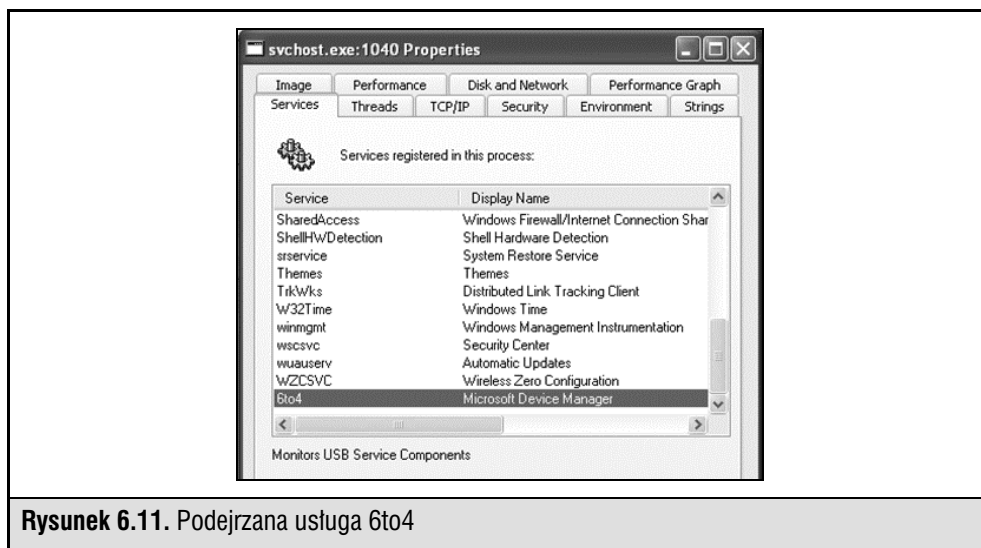 svchost.exe:1040 Properties
Image Performance Disk and Network Performance Graph
Services Threads TCP/IP Security Environment Strings
Services registered in this process:
Service Display Name
SharedAccess Windows Firewall/Internet Connection Shar
ShellHWDetection Shell Hardware Detection
srservice System Restore Service
Themes Themes
TrkWks Distributed Link Tracking Client
W32Time Windows Time
winmgmt Windows Management Instrumentation
wscsvc Security Center
wuauserv Automatic Updates
WZCSVC Wireless Zero Configuration
6to4 Microsoft Device Manager
Monitors USB Service Components
Rysunek 6.11. Podejrzana usługa 6to4